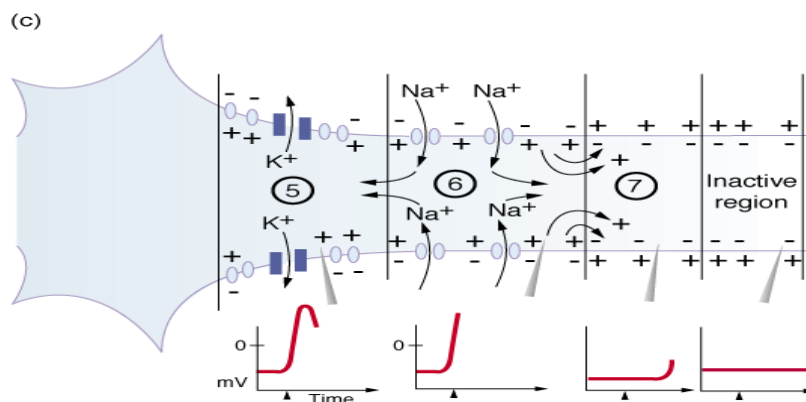 (c)
Na+ Na+
K+
5 6 7
Inactive
region
K+
Na+ Na+
0 0
mV
Time